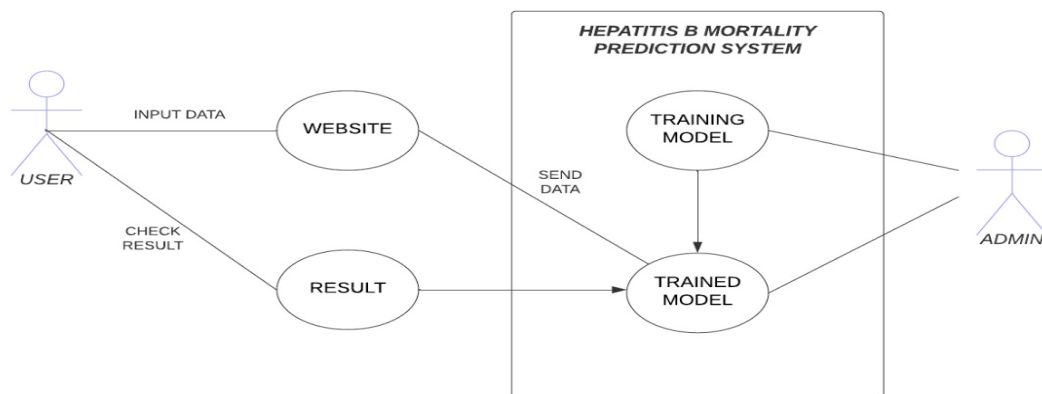 HEPATITIS B MORTALITY
PREDICTION SYSTEM
INPUT DATA
WEBSITE
TRAINING
MODEL
USER
SEND
DATA
CHECK
RESULT
ADMIN
RESULT
TRAINED
MODEL